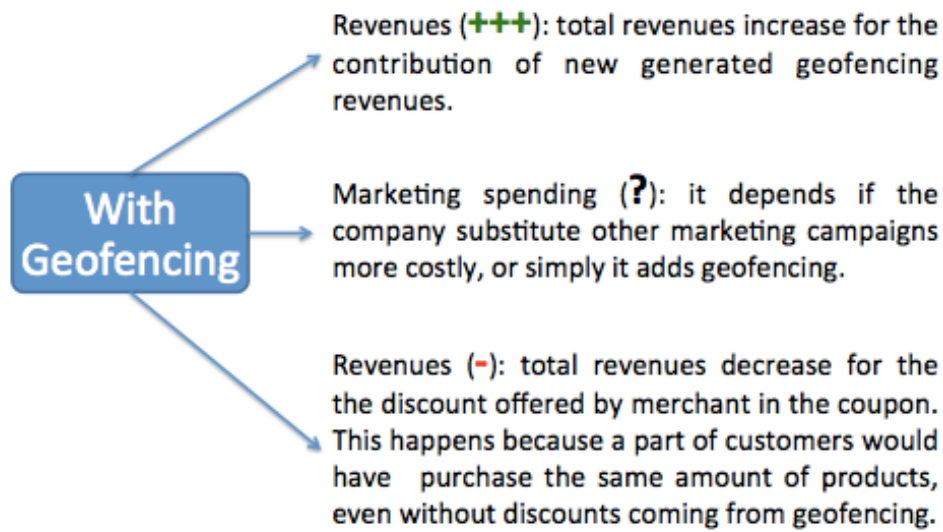 Revenues (+++): total revenues increase for the
contribution of new generated geofencing
revenues.
With
Geofencing
Marketing spending (?): it depends if the
company substitute other marketing campaigns
more costly, or simply it adds geofencing.
Revenues (-): total revenues decrease for the
the discount offered by merchant in the coupon.
This happens because a part of customers would
have purchase the same amount of products,
even without discounts coming from geofencing.